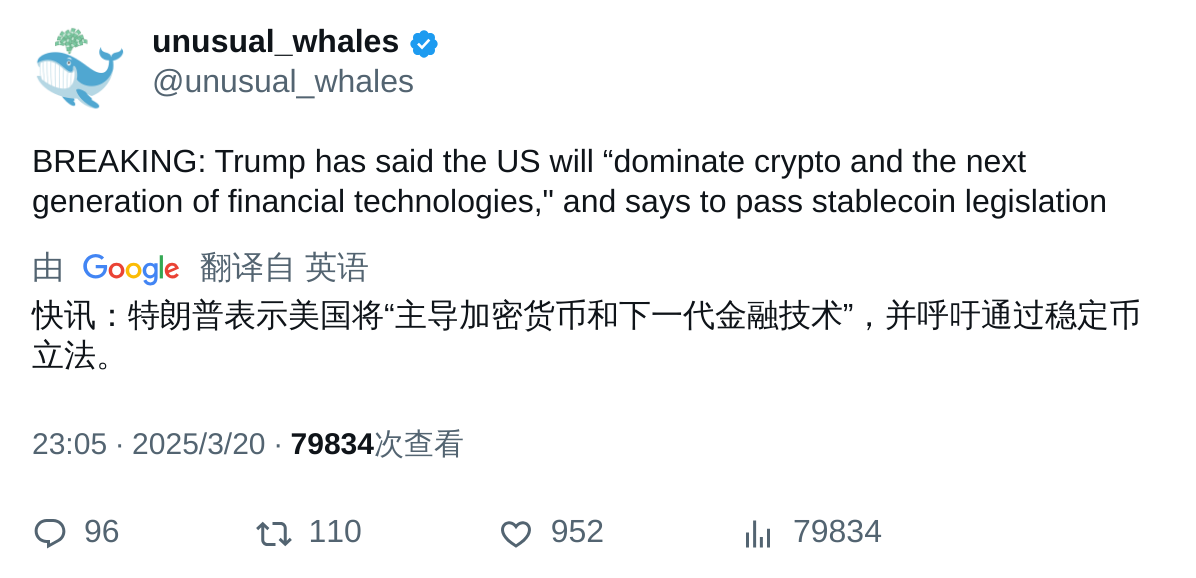 unusual_whales
@unusual_whales
BREAKING: Trump has said the US will “dominate crypto and the next
generation of financial technologies," and says to pass stablecoin legislation
由 Google 翻译自 英语
快讯：特朗普表示美国将“主导加密货币和下一代金融技术”，并呼吁通过稳定币
立法。
23:05 · 2025/3/20 · 79834次查看
96 110 952 79834